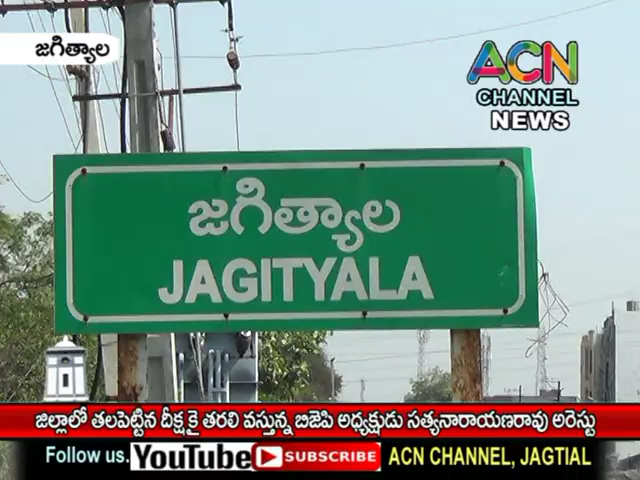 జగిత్యాల
ACN
CHANNEL
NEWS
జగిత్యాల
JAGITYALA
జిల్లాలో తలపెట్టిన దీక్ష కై తరలి వస్తున్న బిజెపి అధ్యక్షుడు సత్యనారాయణరావు అరెస్టు
Follow us. YouTube SUBSCRIBE ACN CHANNEL, JAGTIAL